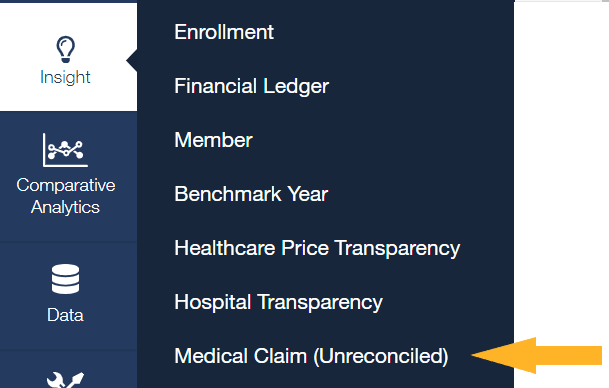 Insight
Comparative
Analytics
Data
Enrollment
Financial Ledger
Member
Benchmark Year
Healthcare Price Transparency
Hospital Transparency
Medical Claim (Unreconciled)